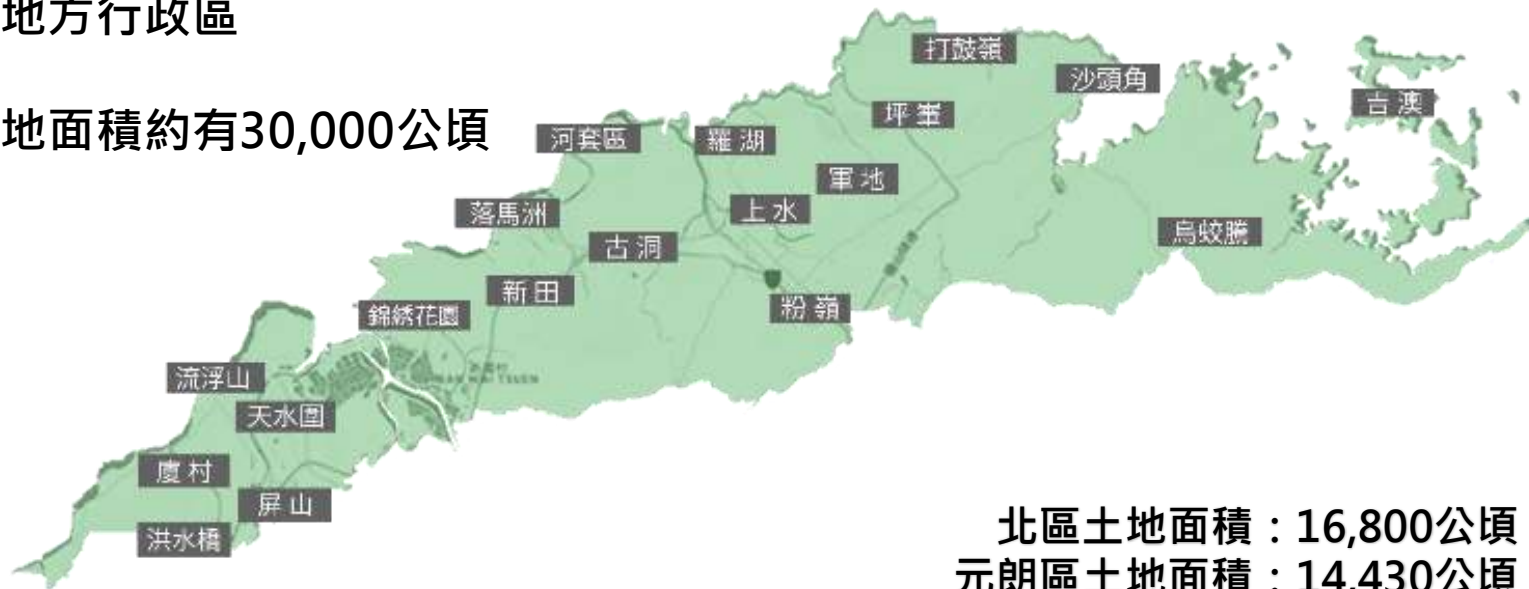 地方行政區
地面積約有30,000公頃
打鼓嶺
沙頭角
吉澳
坪輋
河套區
羅湖
軍地
落馬洲
上水
烏蛟騰
古洞
新田
粉嶺
錦綉花園
流浮山
天水圍
廈村
屏山
洪水橋
北區土地面積：16,800公頃
元朗區土地面積：14,430公頃